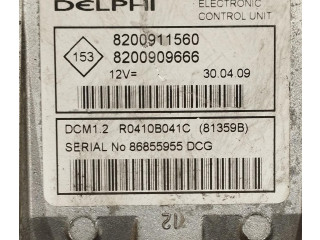 DELPHI
ELECTRONIC
CONTROL UNIT
153
8200911560
8200909666
12V= 30.04.09
DCM1.2 R0410B041C (81359B)
SERIAL No 86855955 DCG
12